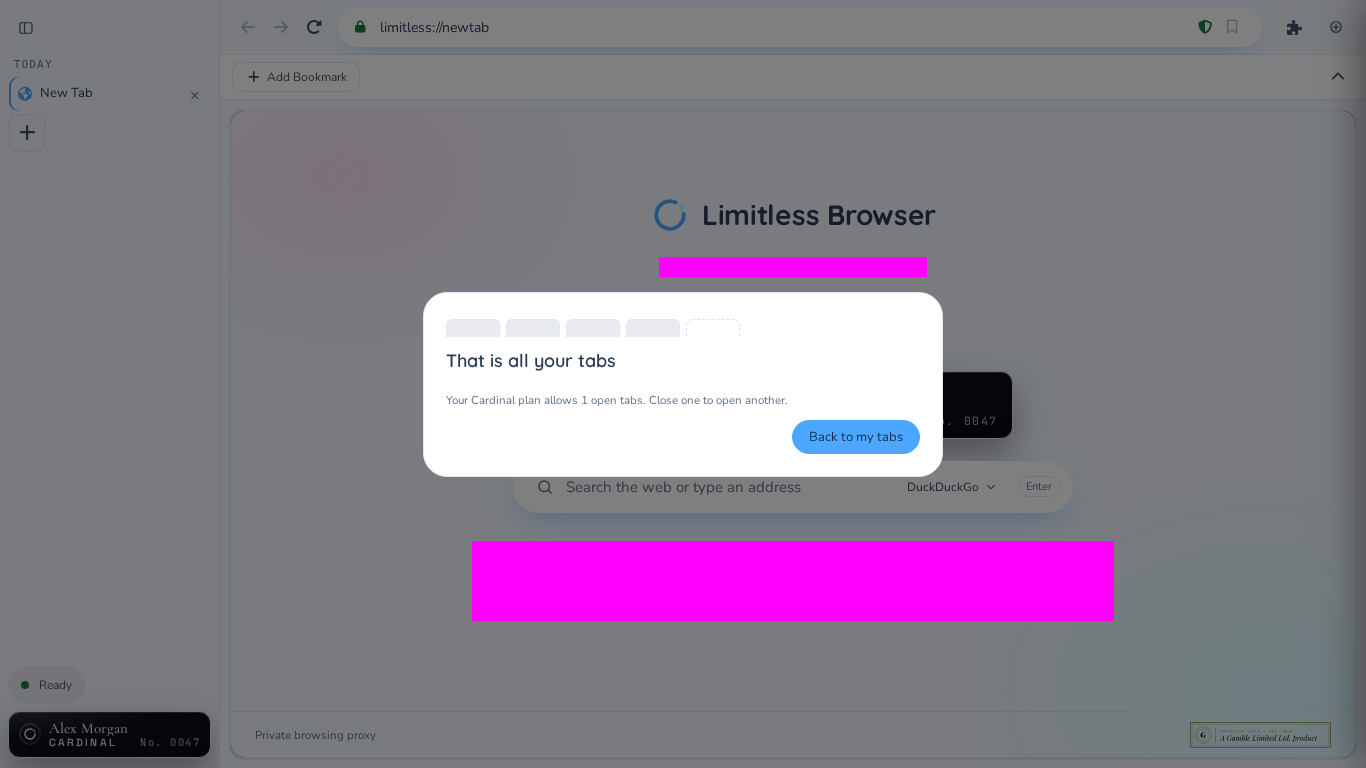 limitless://newtab
TODAY
New Tab
Add Bookmark
Limitless Browser
That is all your tabs
Your Cardinal plan allows 1 open tabs. Close one to open another.
Back to my tabs
. 0047
Search the web or type an address
DuckDuckGo
Enter
Ready
Alex Morgan
CARDINAL No. 0047
Private browsing proxy
G
A Gamble Limited Ltd. product